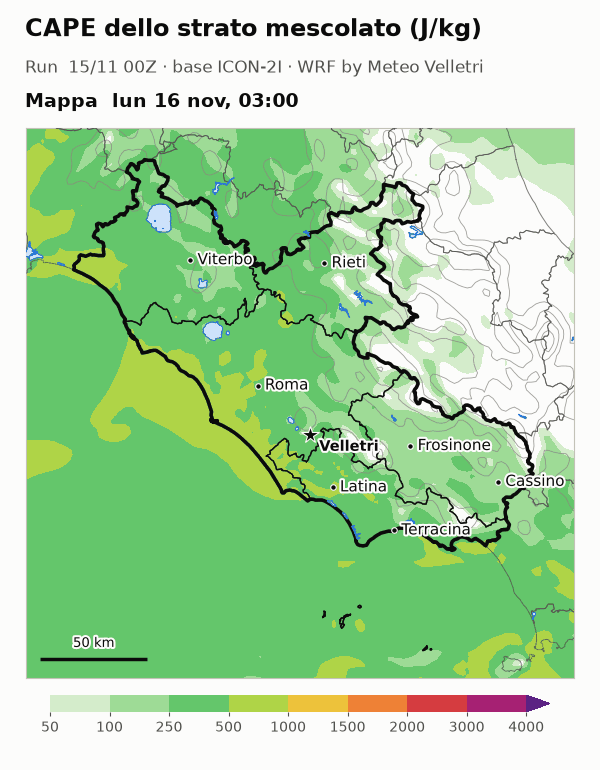 CAPE dello strato mescolato (J/kg)
Run  15/11 00Z · base ICON-2I · WRF by Meteo Velletri
Mappa  lun 16 nov, 03:00
Viterbo
Rieti
Roma
Velletri
Frosinone
Latina
Cassino
Terracina
50 km
50 100 250 500 1000 1500 2000 3000 4000